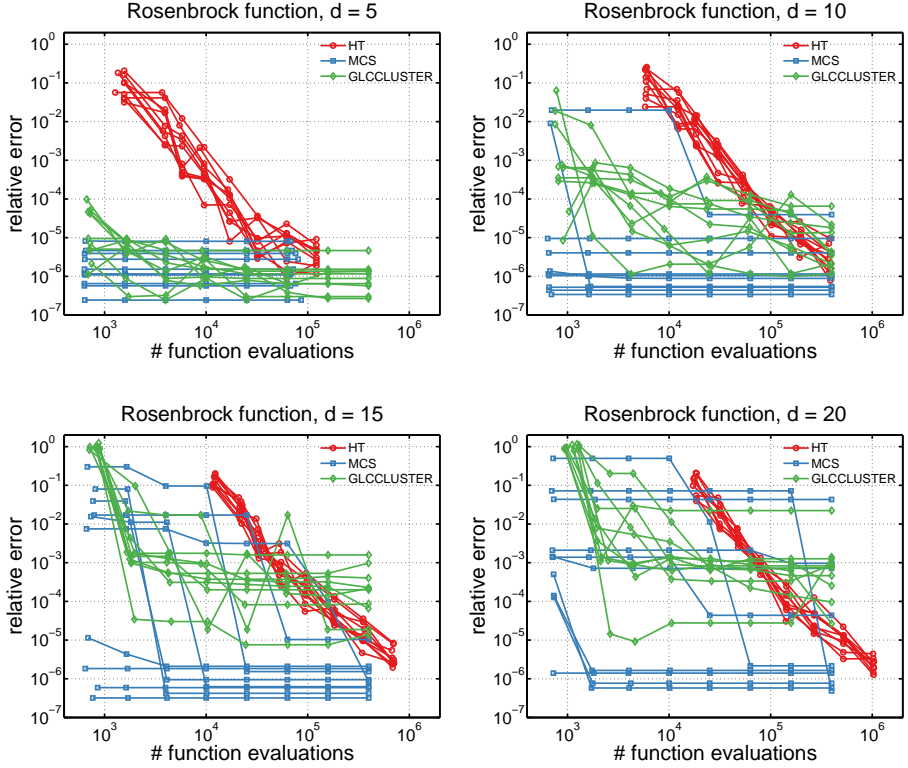 Rosenbrock function, d = 5
10^0
10^-1
10^-2
10^-3
10^-4
10^-5
10^-6
10^-7
relative error
HT
MCS
GLCCLUSTER
10^3 10^4 10^5 10^6
# function evaluations
Rosenbrock function, d = 10
10^0
10^-1
10^-2
10^-3
10^-4
10^-5
10^-6
10^-7
relative error
HT
MCS
GLCCLUSTER
10^3 10^4 10^5 10^6
# function evaluations
Rosenbrock function, d = 15
10^0
10^-1
10^-2
10^-3
10^-4
10^-5
10^-6
10^-7
relative error
HT
MCS
GLCCLUSTER
10^3 10^4 10^5 10^6
# function evaluations
Rosenbrock function, d = 20
10^0
10^-1
10^-2
10^-3
10^-4
10^-5
10^-6
10^-7
relative error
HT
MCS
GLCCLUSTER
10^3 10^4 10^5 10^6
# function evaluations